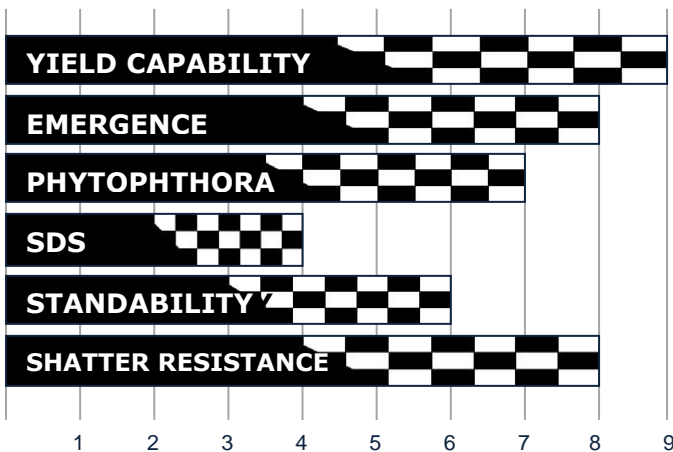 YIELD CAPABILITY
EMERGENCE
PHYTOPHTHORA
SDS
STANDABILITY
SHATTER RESISTANCE
1 2 3 4 5 6 7 8 9